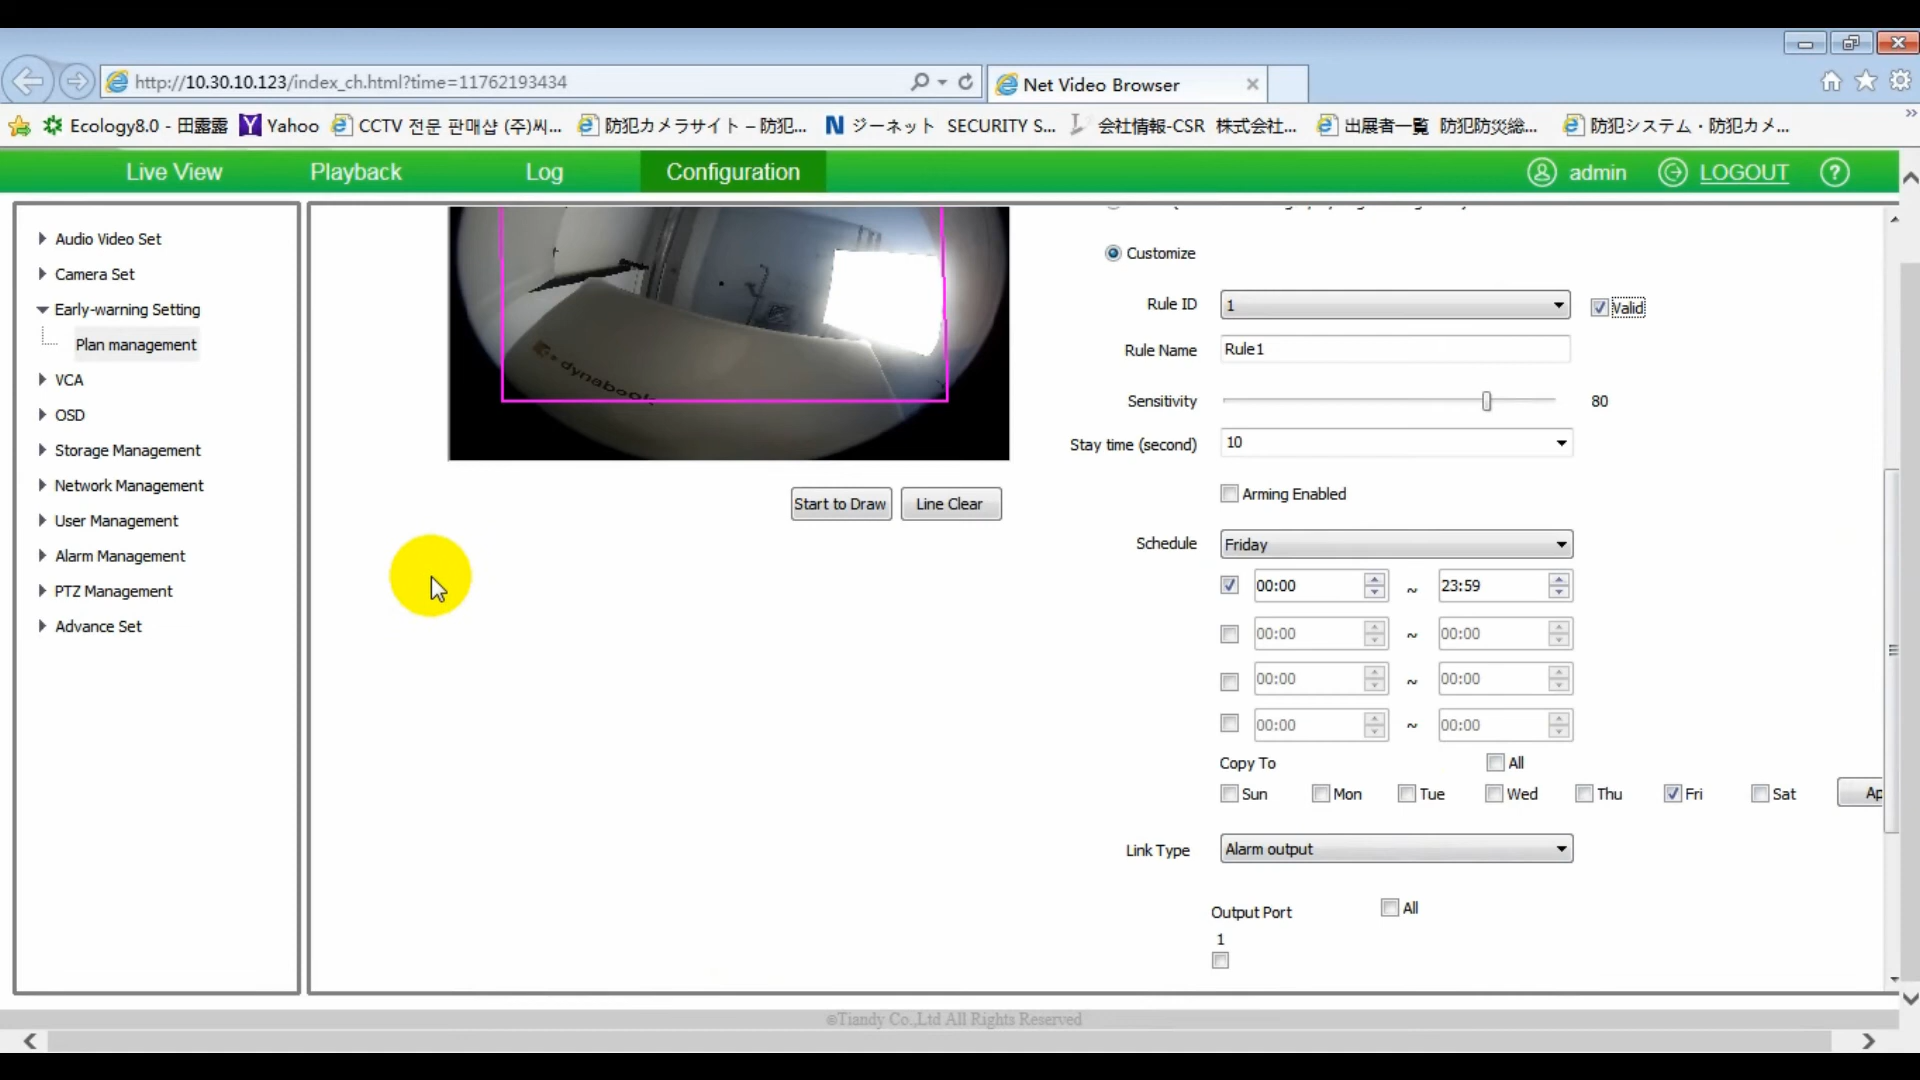 http://10.30.10.123/index_ch.html?time=11762193434
Net Video Browser
Ecology8.0 - 田露露 Yahoo CCTV 전문 판매샵 (주)씨... 防犯カメラサイト – 防犯... ジーネット SECURITY S... 会社情報-CSR 株式会社... 出展者一覧 防犯防災総... 防犯システム・防犯カメ...
Live View Playback Log Configuration admin LOGOUT ?
Audio Video Set
Camera Set
Early-warning Setting
Plan management
VCA
OSD
Storage Management
Network Management
User Management
Alarm Management
PTZ Management
Advance Set
dynabook
Start to Draw Line Clear
Customize
Rule ID 1 Valid
Rule Name Rule1
Sensitivity 80
Stay time (second) 10
Arming Enabled
Schedule Friday
00:00 ~ 23:59
00:00 ~ 00:00
00:00 ~ 00:00
00:00 ~ 00:00
Copy To All
Sun Mon Tue Wed Thu Fri Sat Ap
Link Type Alarm output
Output Port All
1
©Tiandy Co.,Ltd All Rights Reserved